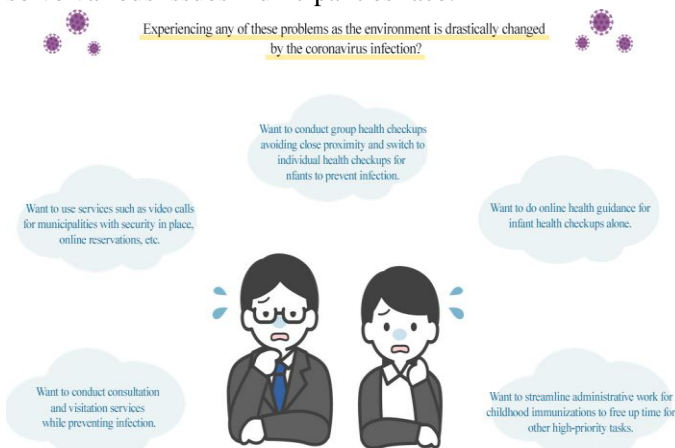 Experiencing any of these problems as the environment is drastically changed
by the coronavirus infection?
Want to conduct group health checkups
avoiding close proximity and switch to
individual health checkups for
nfants to prevent infection.
Want to use services such as video calls
for municipalities with security in place,
online reservations, etc.
Want to do online health guidance for
infant health checkups alone.
Want to conduct consultation
and visitation services
while preventing infection.
Want to streamline administrative work for
childhood immunizations to free up time for
other high-priority tasks.